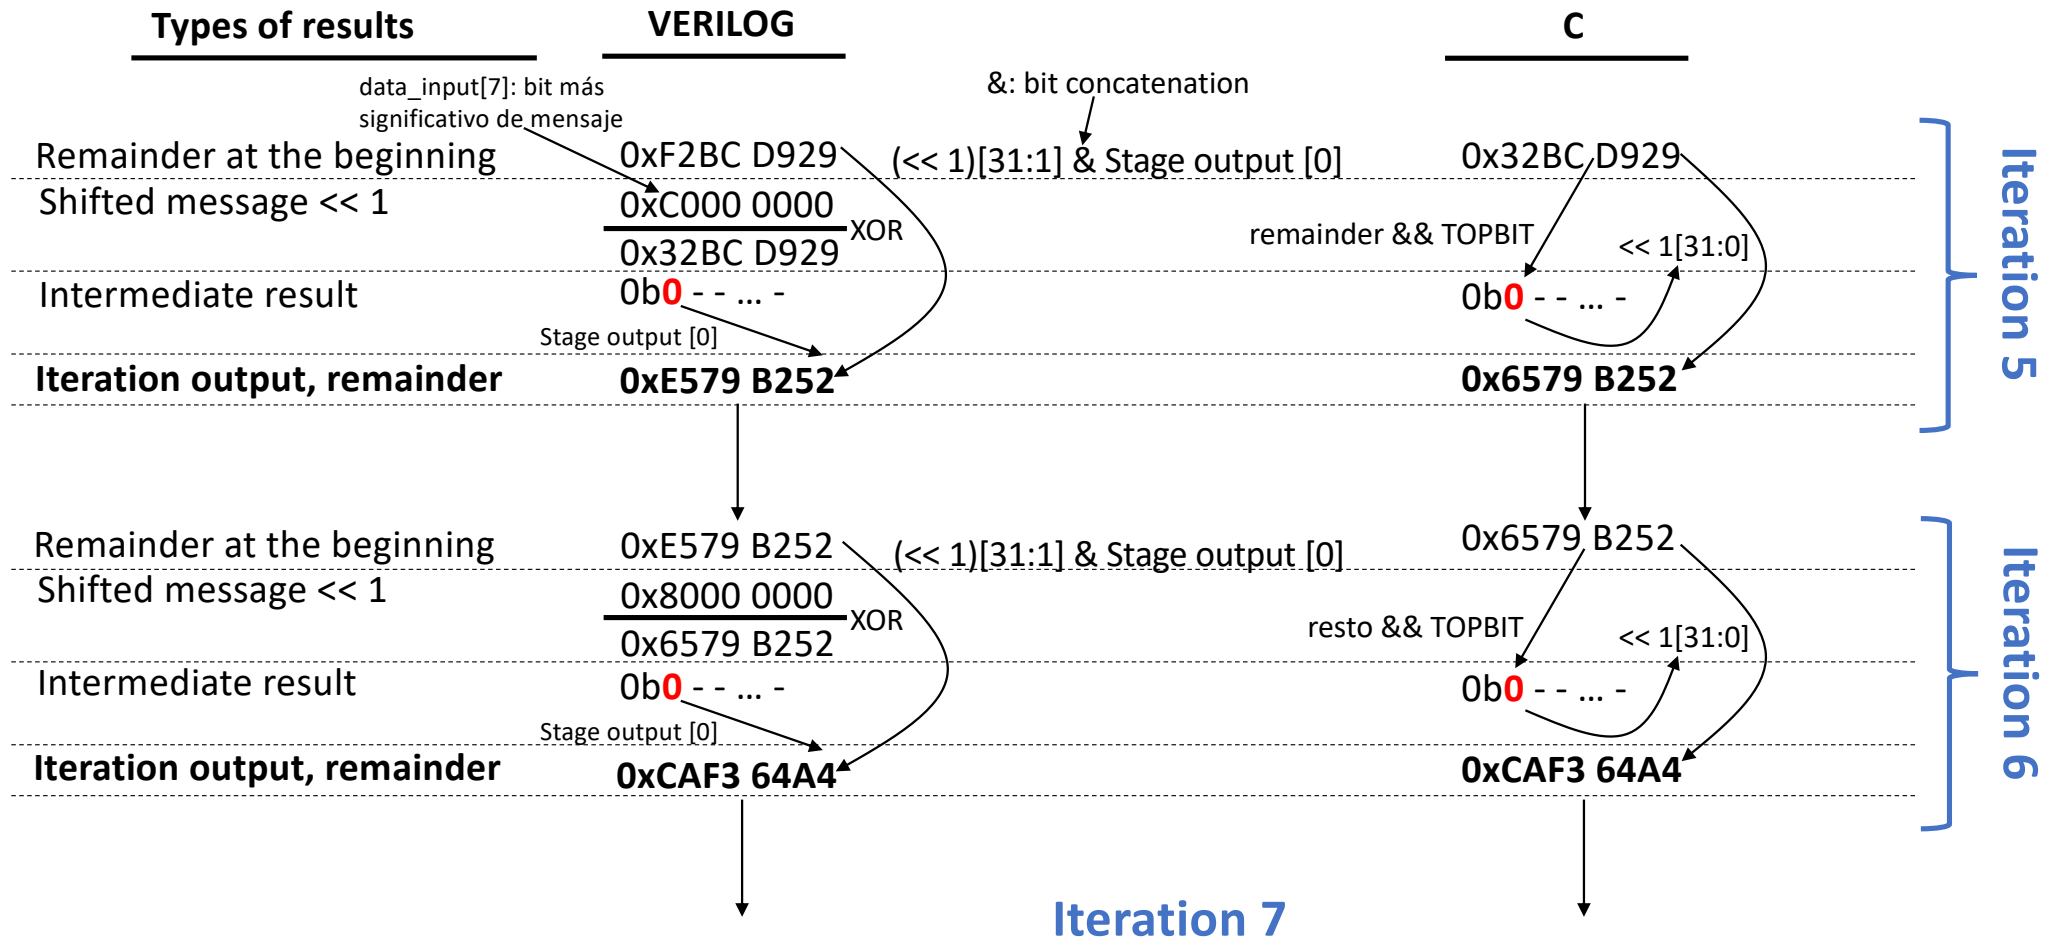 Types of results
VERILOG
C
data_input[7]: bit más
significativo de mensaje
&: bit concatenation
Remainder at the beginning
0xF2BC D929
(<< 1)[31:1] & Stage output [0]
0x32BC D929
Shifted message << 1
0xC000 0000
XOR
0x32BC D929
remainder && TOPBIT
<< 1[31:0]
Intermediate result
0b0 - - ... -
0b0 - - ... -
Stage output [0]
Iteration output, remainder
0xE579 B252
0x6579 B252
Iteration 5
Remainder at the beginning
0xE579 B252
(<< 1)[31:1] & Stage output [0]
0x6579 B252
Shifted message << 1
0x8000 0000
XOR
0x6579 B252
resto && TOPBIT
<< 1[31:0]
Intermediate result
0b0 - - ... -
0b0 - - ... -
Stage output [0]
Iteration output, remainder
0xCAF3 64A4
0xCAF3 64A4
Iteration 6
Iteration 7